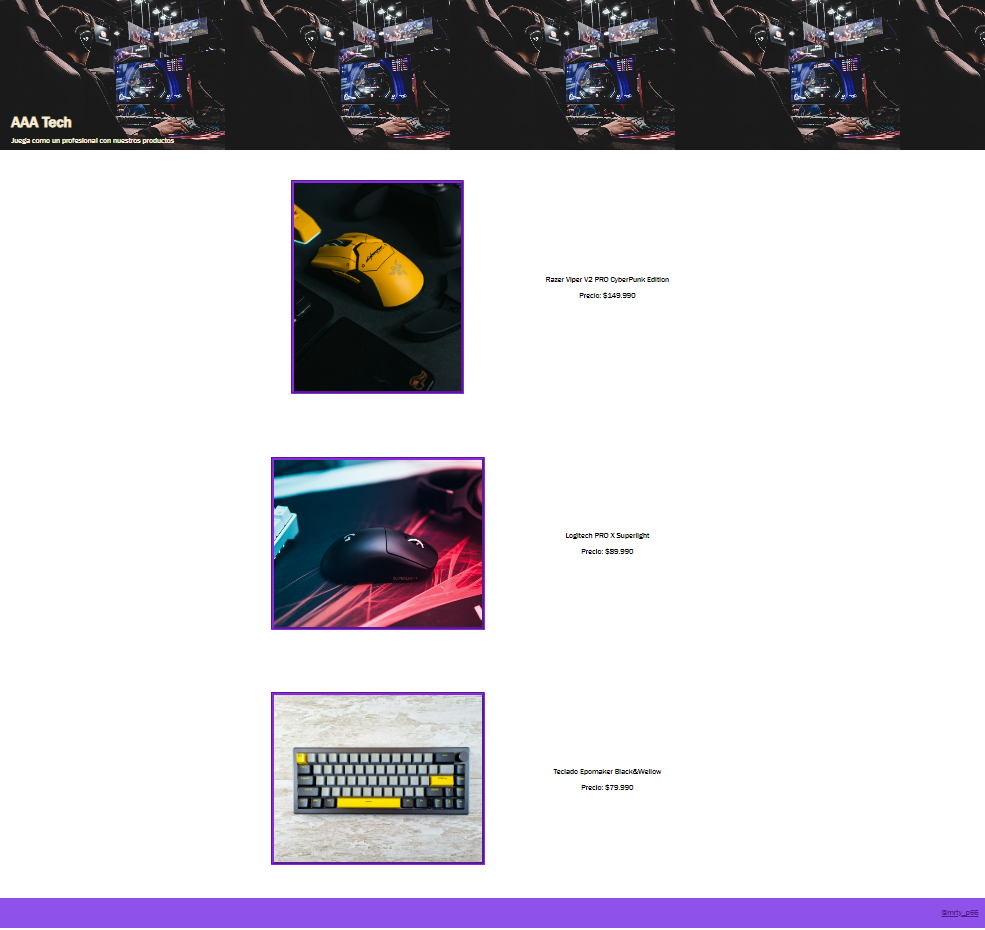 AAA Tech
Juega como un profesional con nuestros productos
Razer Viper V2 PRO CyberPunk Edition
Precio: $149.990
Logitech PRO X Superlight
Precio: $89.990
Teclado Epomaker Black&Wellow
Precio: $79.990
@mrty_p66